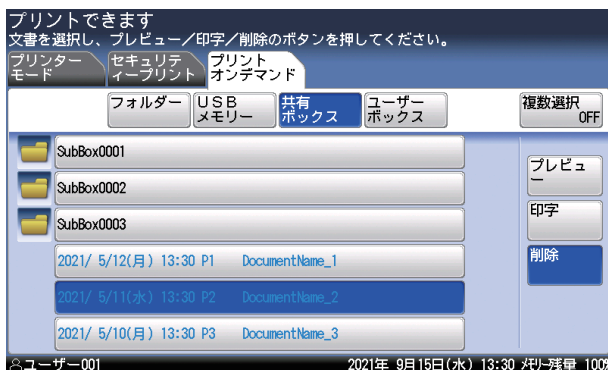 プリントできます
文書を選択し、プレビュー／印字／削除のボタンを押してください。
プリンター
モード
セキュリテ
ィープリント
プリント
オンデマンド
フォルダー
USB
メモリー
共有
ボックス
ユーザー
ボックス
複数選択
OFF
SubBox0001
SubBox0002
SubBox0003
2021/ 5/12(月) 13:30 P1 DocumentName_1
2021/ 5/11(水) 13:30 P2 DocumentName_2
2021/ 5/10(月) 13:30 P3 DocumentName_3
プレビュ
ー
印字
削除
ユーザー001
2021年 9月15日(水) 13:30 ﾒﾓﾘｰ残量 100%